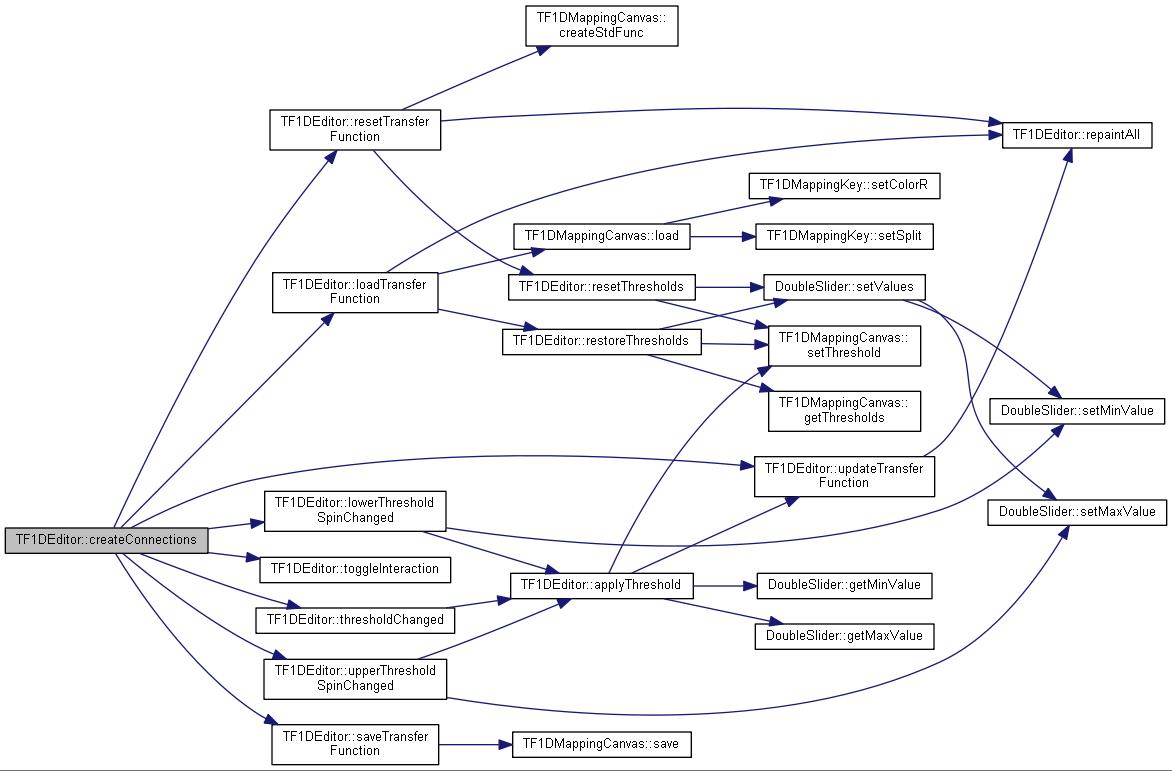 TF1DMappingCanvas::
createStdFunc
TF1DEditor::resetTransfer
Function
TF1DEditor::repaintAll
TF1DMappingKey::setColorR
TF1DMappingCanvas::load
TF1DMappingKey::setSplit
TF1DEditor::loadTransfer
Function
TF1DEditor::resetThresholds
DoubleSlider::setValues
TF1DEditor::restoreThresholds
TF1DMappingCanvas::
setThreshold
TF1DMappingCanvas::
getThresholds
DoubleSlider::setMinValue
TF1DEditor::updateTransfer
Function
TF1DEditor::lowerThreshold
SpinChanged
DoubleSlider::setMaxValue
TF1DEditor::createConnections
TF1DEditor::toggleInteraction
TF1DEditor::applyThreshold
DoubleSlider::getMinValue
TF1DEditor::thresholdChanged
DoubleSlider::getMaxValue
TF1DEditor::upperThreshold
SpinChanged
TF1DEditor::saveTransfer
Function
TF1DMappingCanvas::save